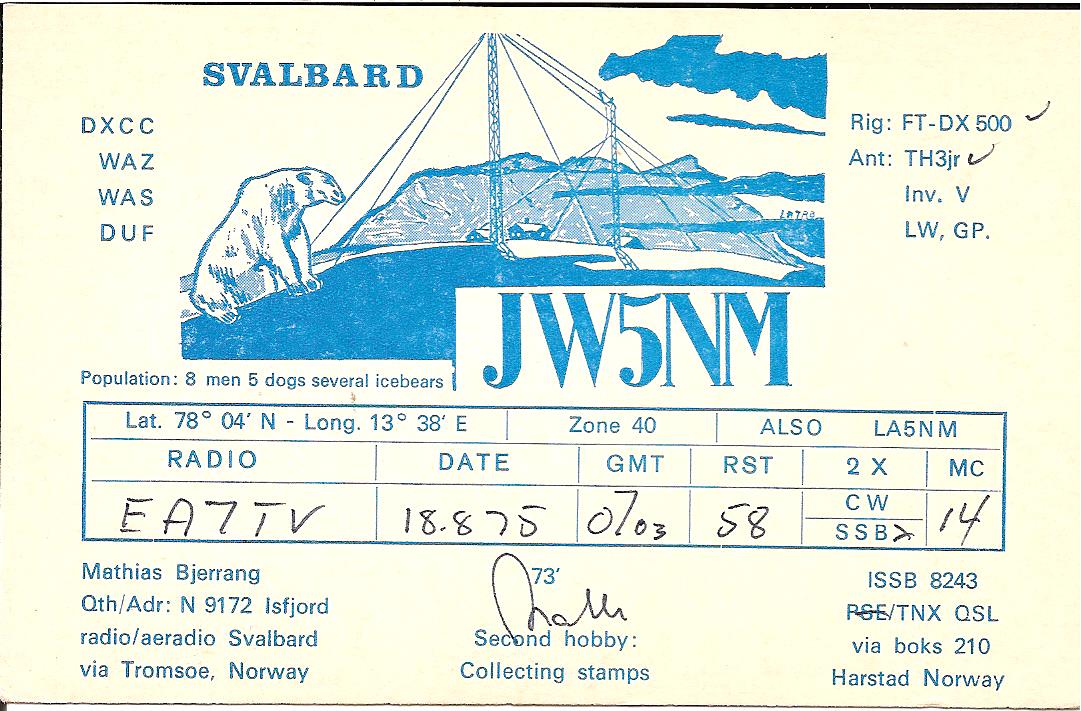 SVALBARD
DXCC
WAZ
WAS
DUF
Rig: FT-DX 500
Ant: TH3jr
Inv. V
LW, GP.
JW5NM
Population: 8 men 5 dogs several icebears
Lat. 78° 04' N - Long. 13° 38' E Zone 40 ALSO LA5NM
RADIO DATE GMT RST 2 X MC
EA7TV 18.875 0703 58 CW 14
SSB
Mathias Bjerrang
Qth/Adr: N 9172 Isfjord
radio/aeradio Svalbard
via Tromsoe, Norway
73'
Second hobby:
Collecting stamps
ISSB 8243
PSE/TNX QSL
via boks 210
Harstad Norway